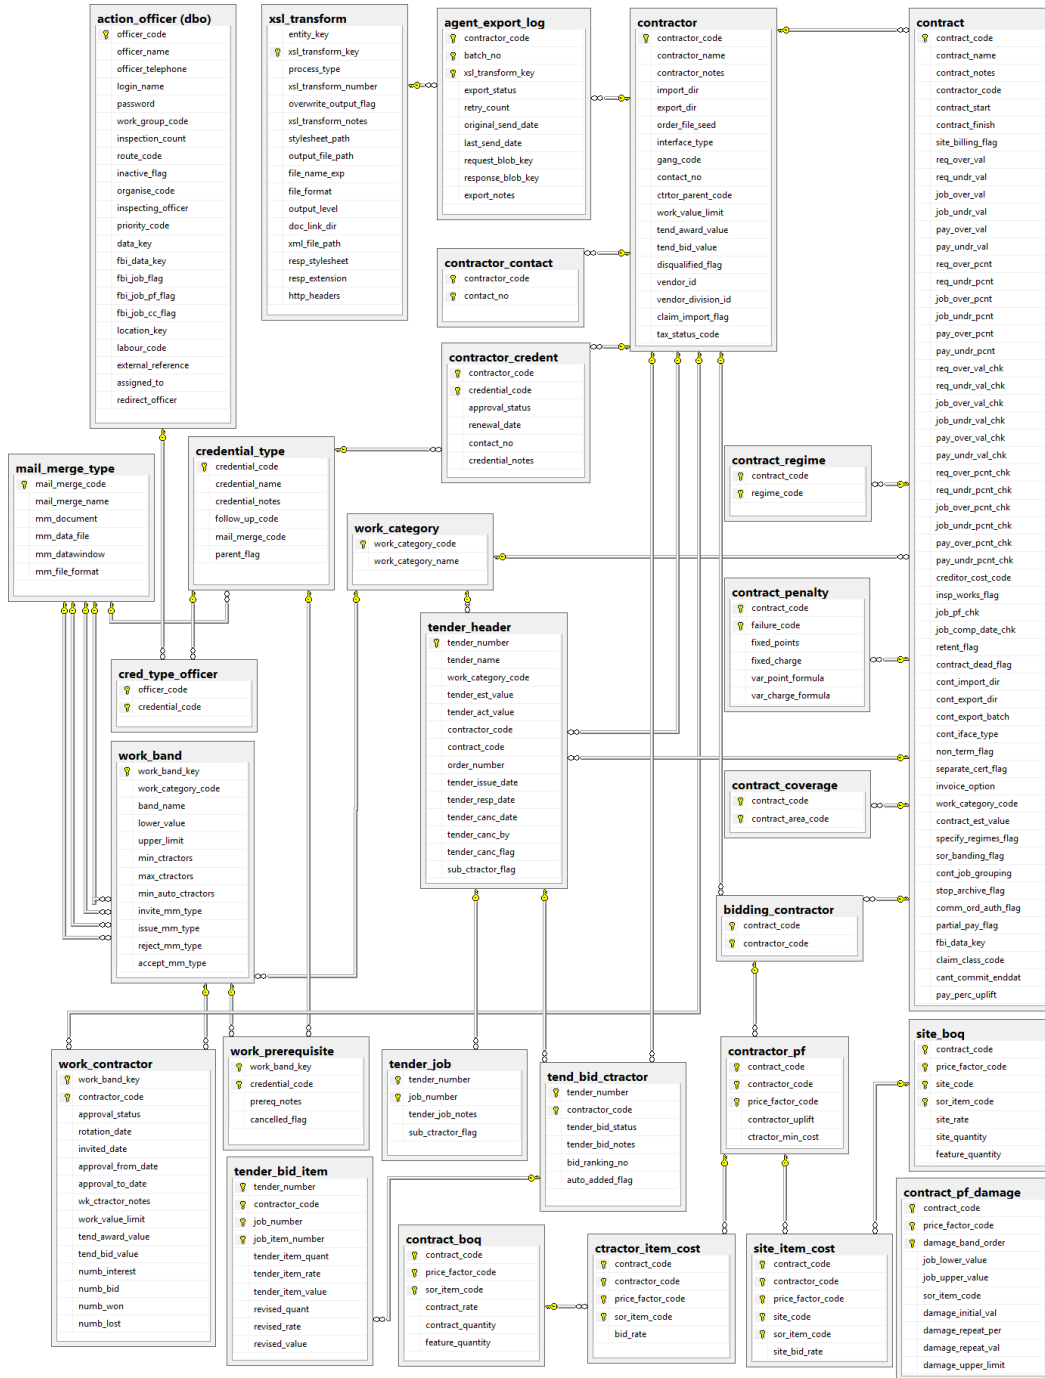 action_officer (dbo)
officer_code
officer_name
officer_telephone
login_name
password
work_group_code
inspection_count
route_code
inactive_flag
organise_code
inspecting_officer
priority_code
data_key
fbi_data_key
fbi_job_flag
fbi_job_pf_flag
fbi_job_cc_flag
location_key
labour_code
external_reference
assigned_to
redirect_officer
xsl_transform
entity_key
xsl_transform_key
process_type
xsl_transform_number
overwrite_output_flag
xsl_transform_notes
stylesheet_path
output_file_path
file_name_exp
file_format
output_level
doc_link_dir
xml_file_path
resp_stylesheet
resp_extension
http_headers
agent_export_log
contractor_code
batch_no
xsl_transform_key
export_status
retry_count
original_send_date
last_send_date
request_blob_key
response_blob_key
export_notes
contractor
contractor_code
contractor_name
contractor_notes
import_dir
export_dir
order_file_seed
interface_type
gang_code
contact_no
ctrtor_parent_code
work_value_limit
tend_award_value
tend_bid_value
disqualified_flag
vendor_id
vendor_division_id
claim_import_flag
tax_status_code
contract
contract_code
contract_name
contract_notes
contractor_code
contract_start
contract_finish
site_billing_flag
req_over_val
req_undr_val
job_over_val
job_undr_val
pay_over_val
pay_undr_val
req_over_pcnt
req_undr_pcnt
job_over_pcnt
job_undr_pcnt
pay_over_pcnt
pay_undr_pcnt
req_over_val_chk
req_undr_val_chk
job_over_val_chk
job_undr_val_chk
pay_over_val_chk
pay_undr_val_chk
req_over_pcnt_chk
req_undr_pcnt_chk
job_over_pcnt_chk
job_undr_pcnt_chk
pay_over_pcnt_chk
pay_undr_pcnt_chk
creditor_cost_code
insp_works_flag
job_pf_chk
job_comp_date_chk
retent_flag
contract_dead_flag
cont_import_dir
cont_export_dir
cont_export_batch
cont_iface_type
non_term_flag
separate_cert_flag
invoice_option
work_category_code
contract_est_value
specify_regimes_flag
sor_banding_flag
cont_job_grouping
stop_archive_flag
comm_ord_auth_flag
partial_pay_flag
fbi_data_key
claim_class_code
cant_commit_enddat
pay_perc_uplift
contractor_contact
contractor_code
contact_no
contractor_credent
contractor_code
credential_code
approval_status
renewal_date
contact_no
credential_notes
mail_merge_type
mail_merge_code
mail_merge_name
mm_document
mm_data_file
mm_datawindow
mm_file_format
credential_type
credential_code
credential_name
credential_notes
follow_up_code
mail_merge_code
parent_flag
work_category
work_category_code
work_category_name
contract_regime
contract_code
regime_code
contract_penalty
contract_code
failure_code
fixed_points
fixed_charge
var_point_formula
var_charge_formula
tender_header
tender_number
tender_name
work_category_code
tender_est_value
tender_act_value
contractor_code
contract_code
order_number
tender_issue_date
tender_resp_date
tender_canc_date
tender_canc_by
tender_canc_flag
sub_ctractor_flag
cred_type_officer
officer_code
credential_code
work_band
work_band_key
work_category_code
band_name
lower_value
upper_limit
min_ctractors
max_ctractors
min_auto_ctractors
invite_mm_type
issue_mm_type
reject_mm_type
accept_mm_type
contract_coverage
contract_code
contract_area_code
bidding_contractor
contract_code
contractor_code
work_contractor
work_band_key
contractor_code
approval_status
rotation_date
invited_date
approval_from_date
approval_to_date
wk_ctractor_notes
work_value_limit
tend_award_value
tend_bid_value
numb_interest
numb_bid
numb_won
numb_lost
work_prerequisite
work_band_key
credential_code
prereq_notes
cancelled_flag
tender_job
tender_number
job_number
tender_job_notes
sub_ctractor_flag
tend_bid_ctractor
tender_number
contractor_code
tender_bid_status
tender_bid_notes
bid_ranking_no
auto_added_flag
contractor_pf
contract_code
contractor_code
price_factor_code
contractor_uplift
ctractor_min_cost
site_boq
contract_code
price_factor_code
site_code
sor_item_code
site_rate
site_quantity
feature_quantity
tender_bid_item
tender_number
contractor_code
job_number
job_item_number
tender_item_quant
tender_item_rate
tender_item_value
revised_quant
revised_rate
revised_value
contract_boq
contract_code
price_factor_code
sor_item_code
contract_rate
contract_quantity
feature_quantity
ctractor_item_cost
contract_code
contractor_code
price_factor_code
sor_item_code
bid_rate
site_item_cost
contract_code
contractor_code
price_factor_code
site_code
sor_item_code
site_bid_rate
contract_pf_damage
contract_code
price_factor_code
damage_band_order
job_lower_value
job_upper_value
sor_item_code
damage_initial_val
damage_repeat_per
damage_repeat_val
damage_upper_limit